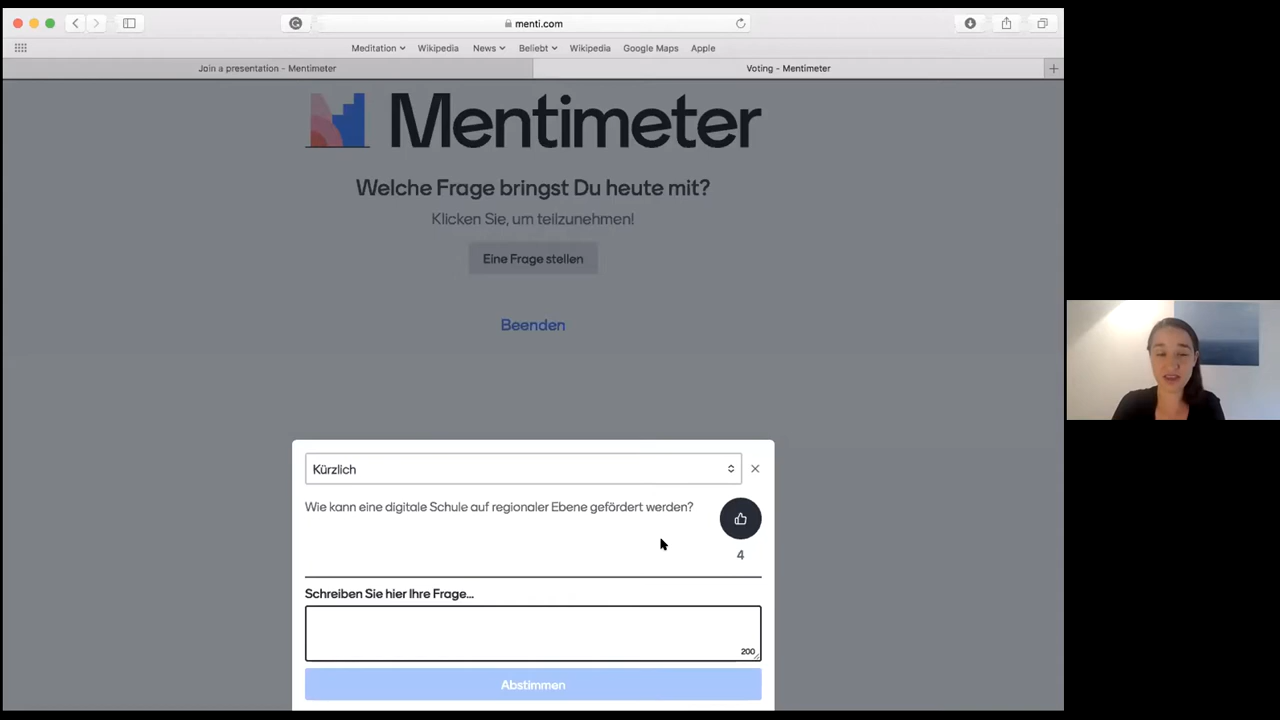 menti.com
Meditation
Wikipedia
News
Beliebt
Wikipedia
Google Maps
Apple
Join a presentation – Mentimeter
Voting – Mentimeter
Mentimeter
Welche Frage bringst Du heute mit?
Klicken Sie, um teilzunehmen!
Eine Frage stellen
Beenden
Kürzlich
Wie kann eine digitale Schule auf regionaler Ebene gefördert werden?
4
Schreiben Sie hier Ihre Frage...
200
Abstimmen